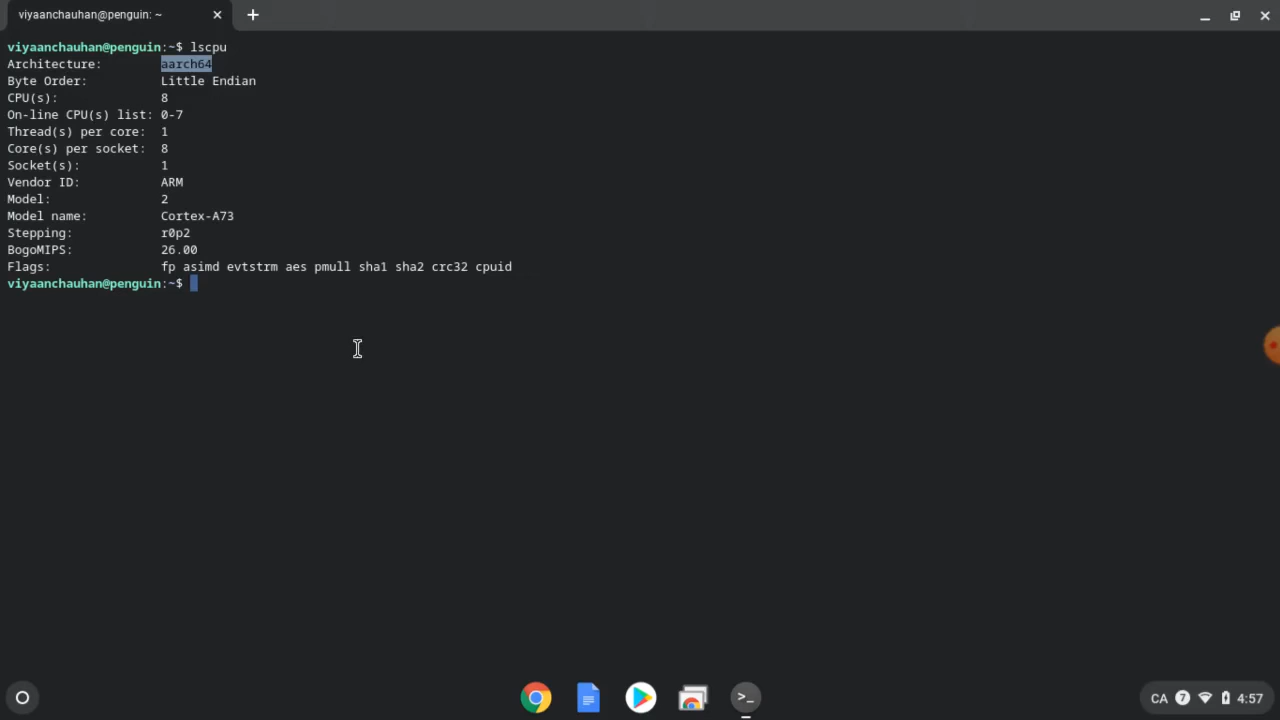 viyaanchauhan@penguin: ~
viyaanchauhan@penguin:~$ lscpu
Architecture: aarch64
Byte Order: Little Endian
CPU(s): 8
On-line CPU(s) list: 0-7
Thread(s) per core: 1
Core(s) per socket: 8
Socket(s): 1
Vendor ID: ARM
Model: 2
Model name: Cortex-A73
Stepping: r0p2
BogoMIPS: 26.00
Flags: fp asimd evtstrm aes pmull sha1 sha2 crc32 cpuid
viyaanchauhan@penguin:~$
>_
CA 7 4:57